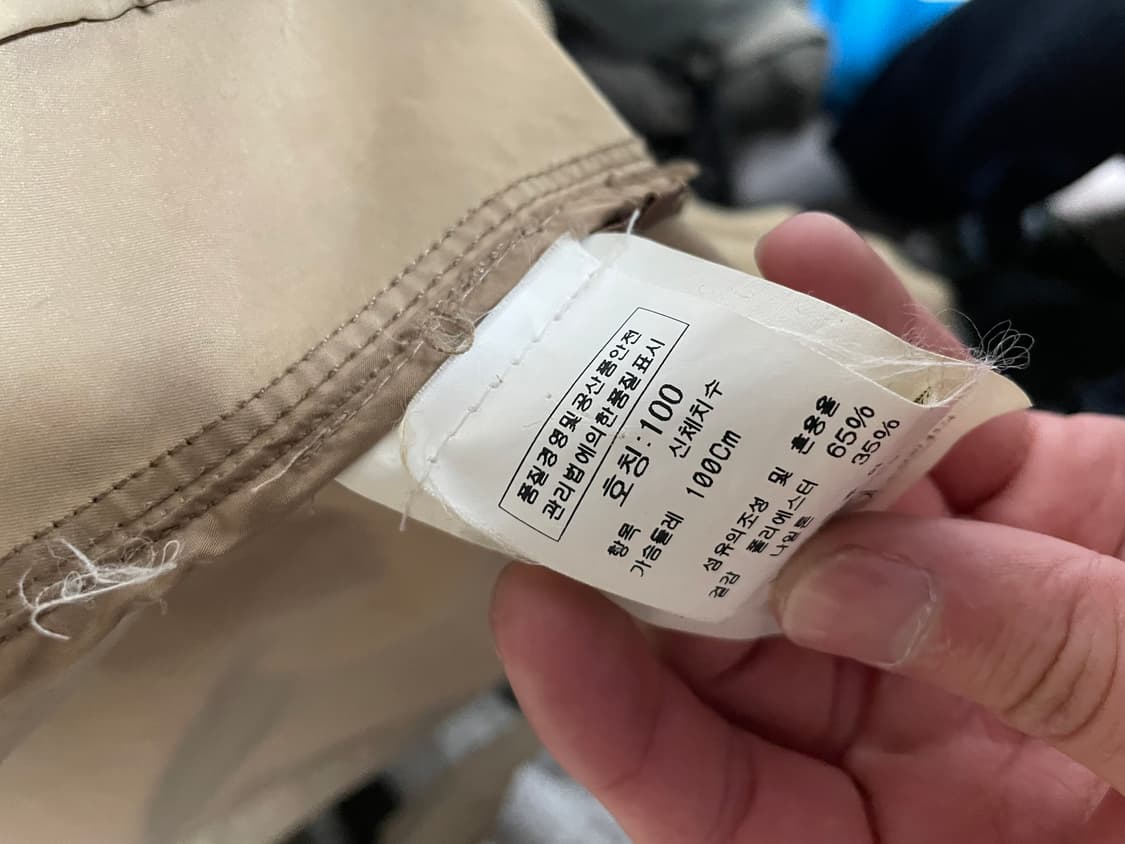 품질경영및공산품안전
관리법에의한품질표시
호칭:100
항목 신체치수
가슴둘레 100Cm
섬유의조성 및 혼용율
겉감 폴리에스터 65%
나일론 35%